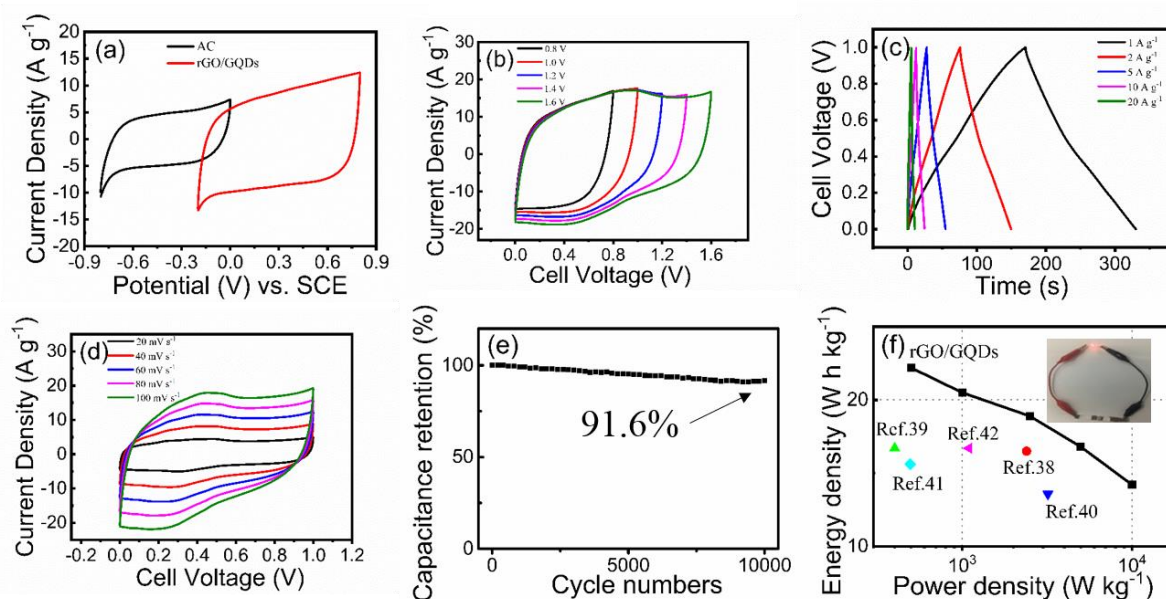 (a)
AC
rGO/GQDs
Current Density (A g⁻¹)
20
15
10
5
0
-5
-10
-15
-20
-0.9 -0.3 0.0 0.3 0.9
Potential (V) vs. SCE
(b)
0.8 V
1.0 V
1.2 V
1.4 V
1.6 V
Current Density (A g⁻¹)
30
20
10
0
-10
-20
0.0 0.4 0.8 1.2 1.6
Cell Voltage (V)
(c)
1 A g⁻¹
2 A g⁻¹
5 A g⁻¹
10 A g⁻¹
20 A g⁻¹
Cell Voltage (V)
1.0
0.8
0.6
0.4
0.2
0.0
0 100 200 300
Time (s)
(d)
20 mV s⁻¹
40 mV s⁻¹
60 mV s⁻¹
80 mV s⁻¹
100 mV s⁻¹
Current Density (A g⁻¹)
30
20
10
0
-10
-20
0.0 0.2 0.4 0.6 0.8 1.0 1.2
Cell Voltage (V)
(e)
91.6%
Capacitance retention (%)
100
50
0
0 5000 10000
Cycle numbers
(f)
rGO/GQDs
Ref.39
Ref.42
Ref.38
Ref.41
Ref.40
Energy density (W h kg⁻¹)
20
10
10³ 10⁴
Power density (W kg⁻¹)